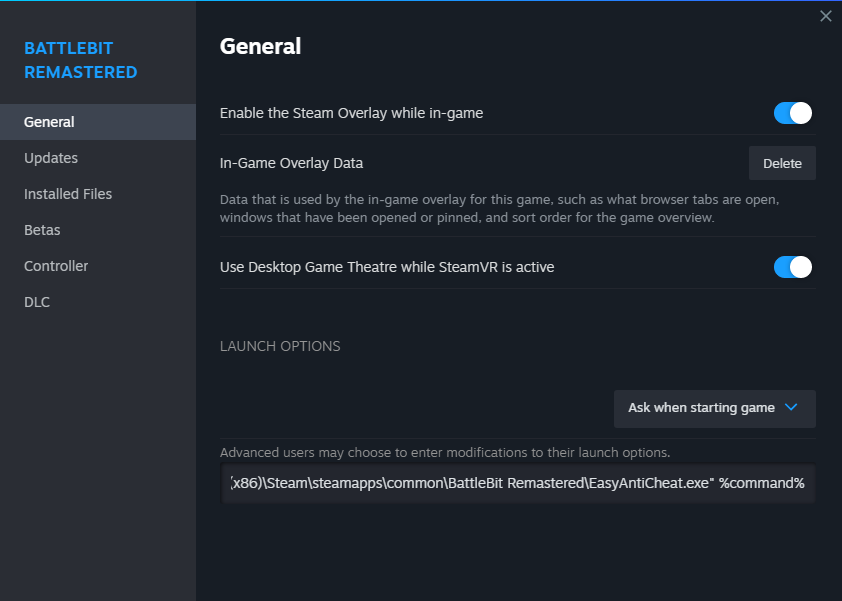 BATTLEBIT
REMASTERED
General
Updates
Installed Files
Betas
Controller
DLC
General
Enable the Steam Overlay while in-game
In-Game Overlay Data
Delete
Data that is used by the in-game overlay for this game, such as what browser tabs are open,
windows that have been opened or pinned, and sort order for the game overview.
Use Desktop Game Theatre while SteamVR is active
LAUNCH OPTIONS
Ask when starting game
Advanced users may choose to enter modifications to their launch options.
(x86)\Steam\steamapps\common\BattleBit Remastered\EasyAntiCheat.exe" %command%